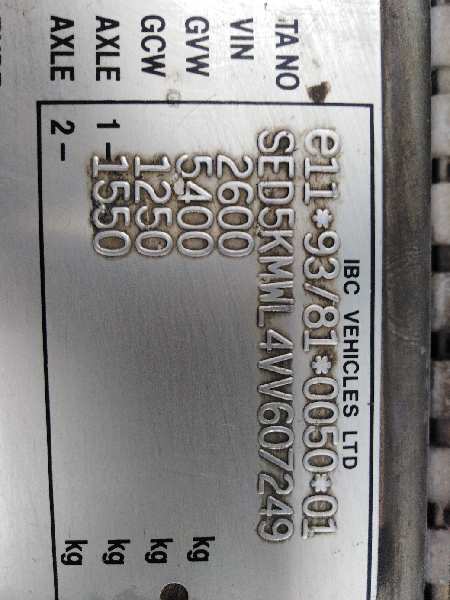 IBC VEHICLES LTD
TA NO e11*93/81*0050*01
VIN SED5KMWL4VV607249
GVW 2600 kg
GCW 5400 kg
AXLE 1 - 1250 kg
AXLE 2 - 1550 kg